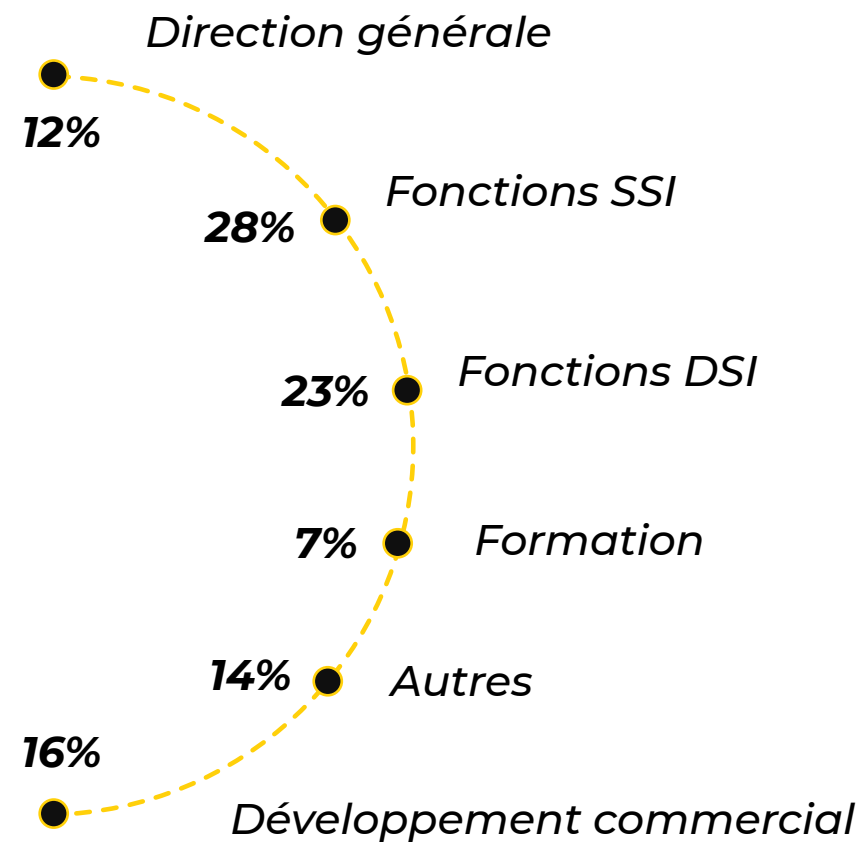 Direction générale
12%
Fonctions SSI
28%
Fonctions DSI
23%
Formation
7%
Autres
14%
16%
Développement commercial